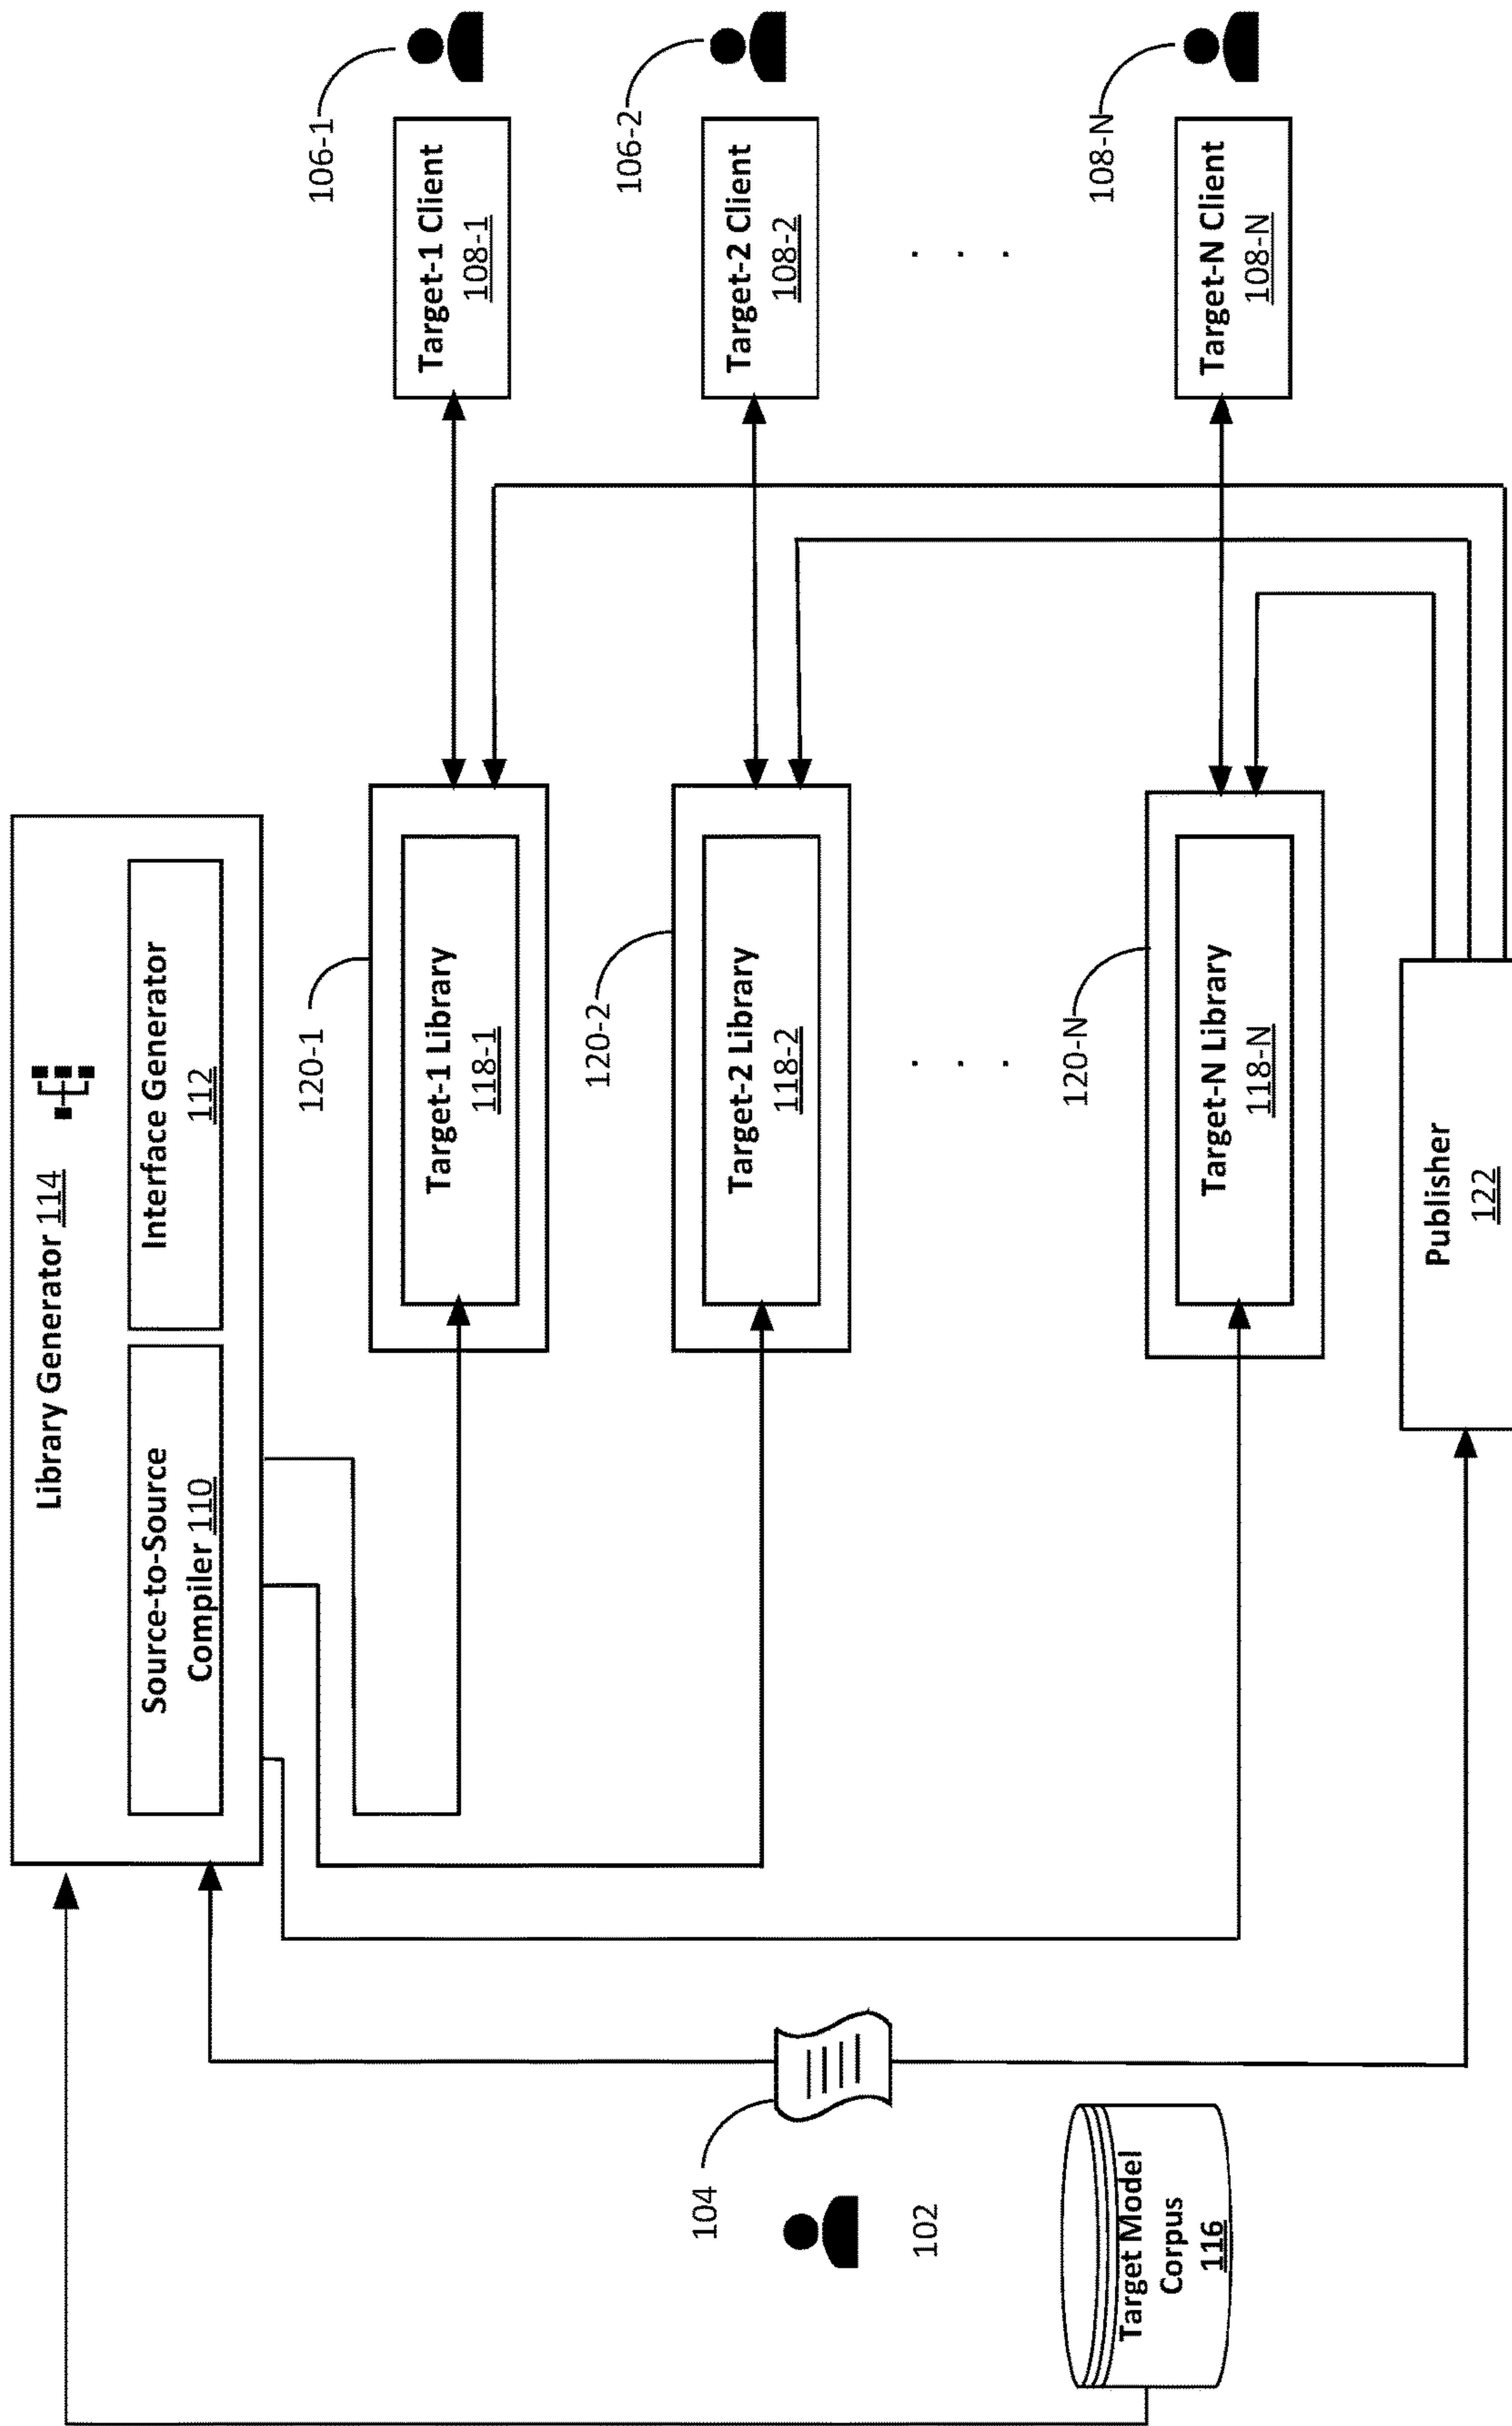 Library Generator 114
Source-to-Source
Compiler 110
Interface Generator
112
120-1
Target-1 Library
118-1
106-1
Target-1 Client
108-1
104
102
120-2
Target-2 Library
118-2
106-2
Target-2 Client
108-2
. . .
. . .
Target Model
Corpus
116
120-N
Target-N Library
118-N
108-N
Target-N Client
108-N
Publisher
122